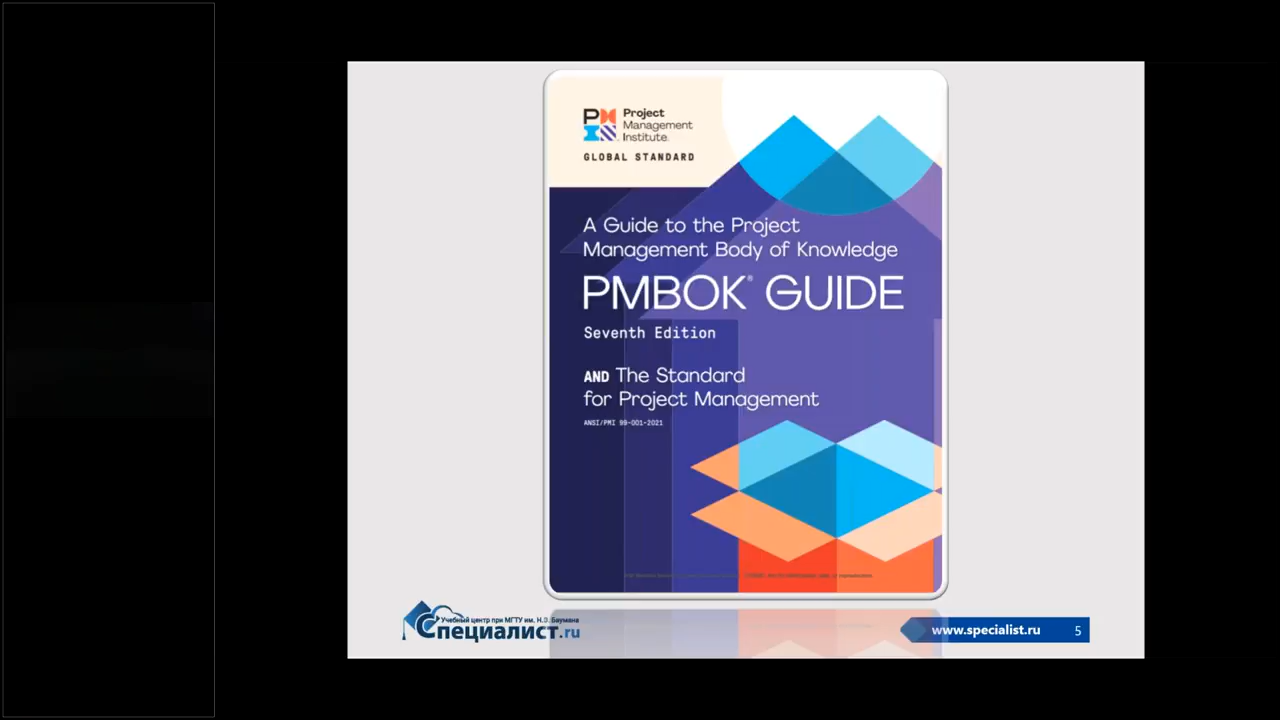 PM
Project
Management
Institute.
GLOBAL STANDARD
A Guide to the Project
Management Body of Knowledge
PMBOK® GUIDE
Seventh Edition
AND The Standard
for Project Management
ANSI/PMI 99-001-2021
Учебный центр при МГТУ им. Н.Э. Баумана
Специалист.ru
www.specialist.ru
5